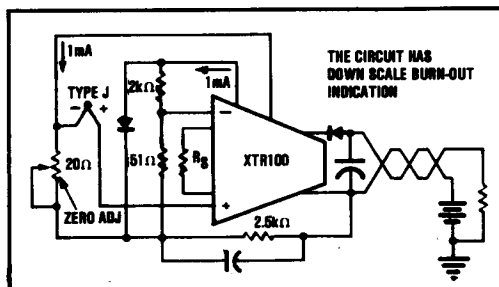 1mA
THE CIRCUIT HAS
DOWN SCALE BURN-OUT
INDICATION
TYPE J
2kΩ
1mA
- +
-
20Ω
51Ω
RS
XTR100
+
ZERO ADJ
2.5kΩ